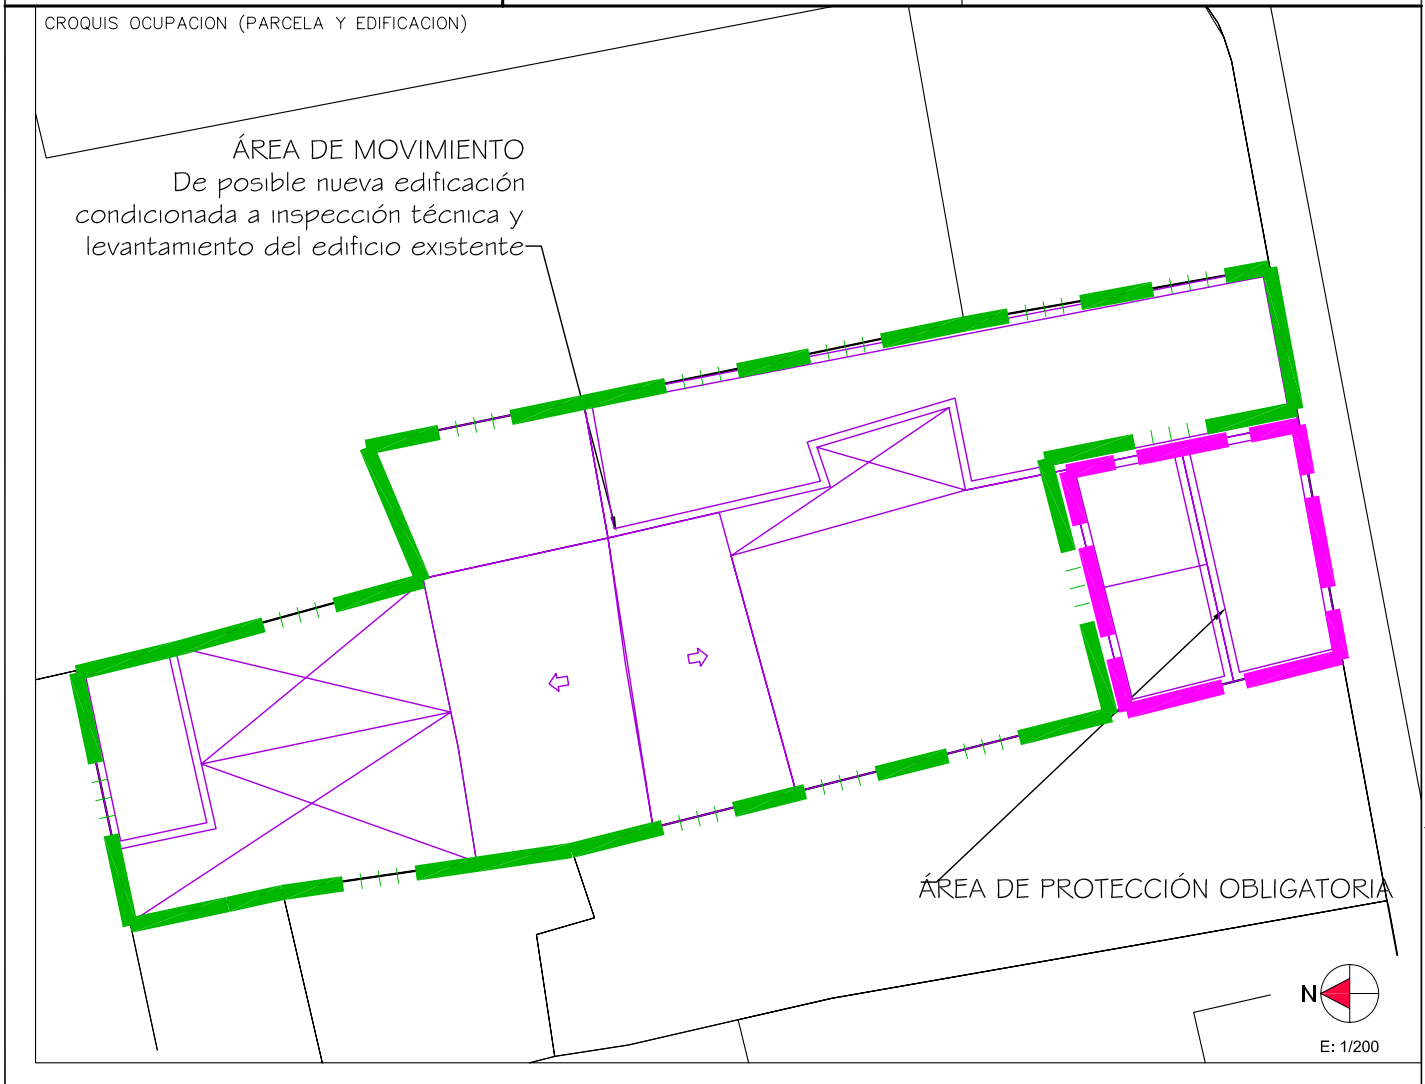 CROQUIS OCUPACION (PARCELA Y EDIFICACION)
ÁREA DE MOVIMIENTO
De posible nueva edificación
condicionada a inspección técnica y
levantamiento del edificio existente
ÁREA DE PROTECCIÓN OBLIGATORIA
N
E: 1/200